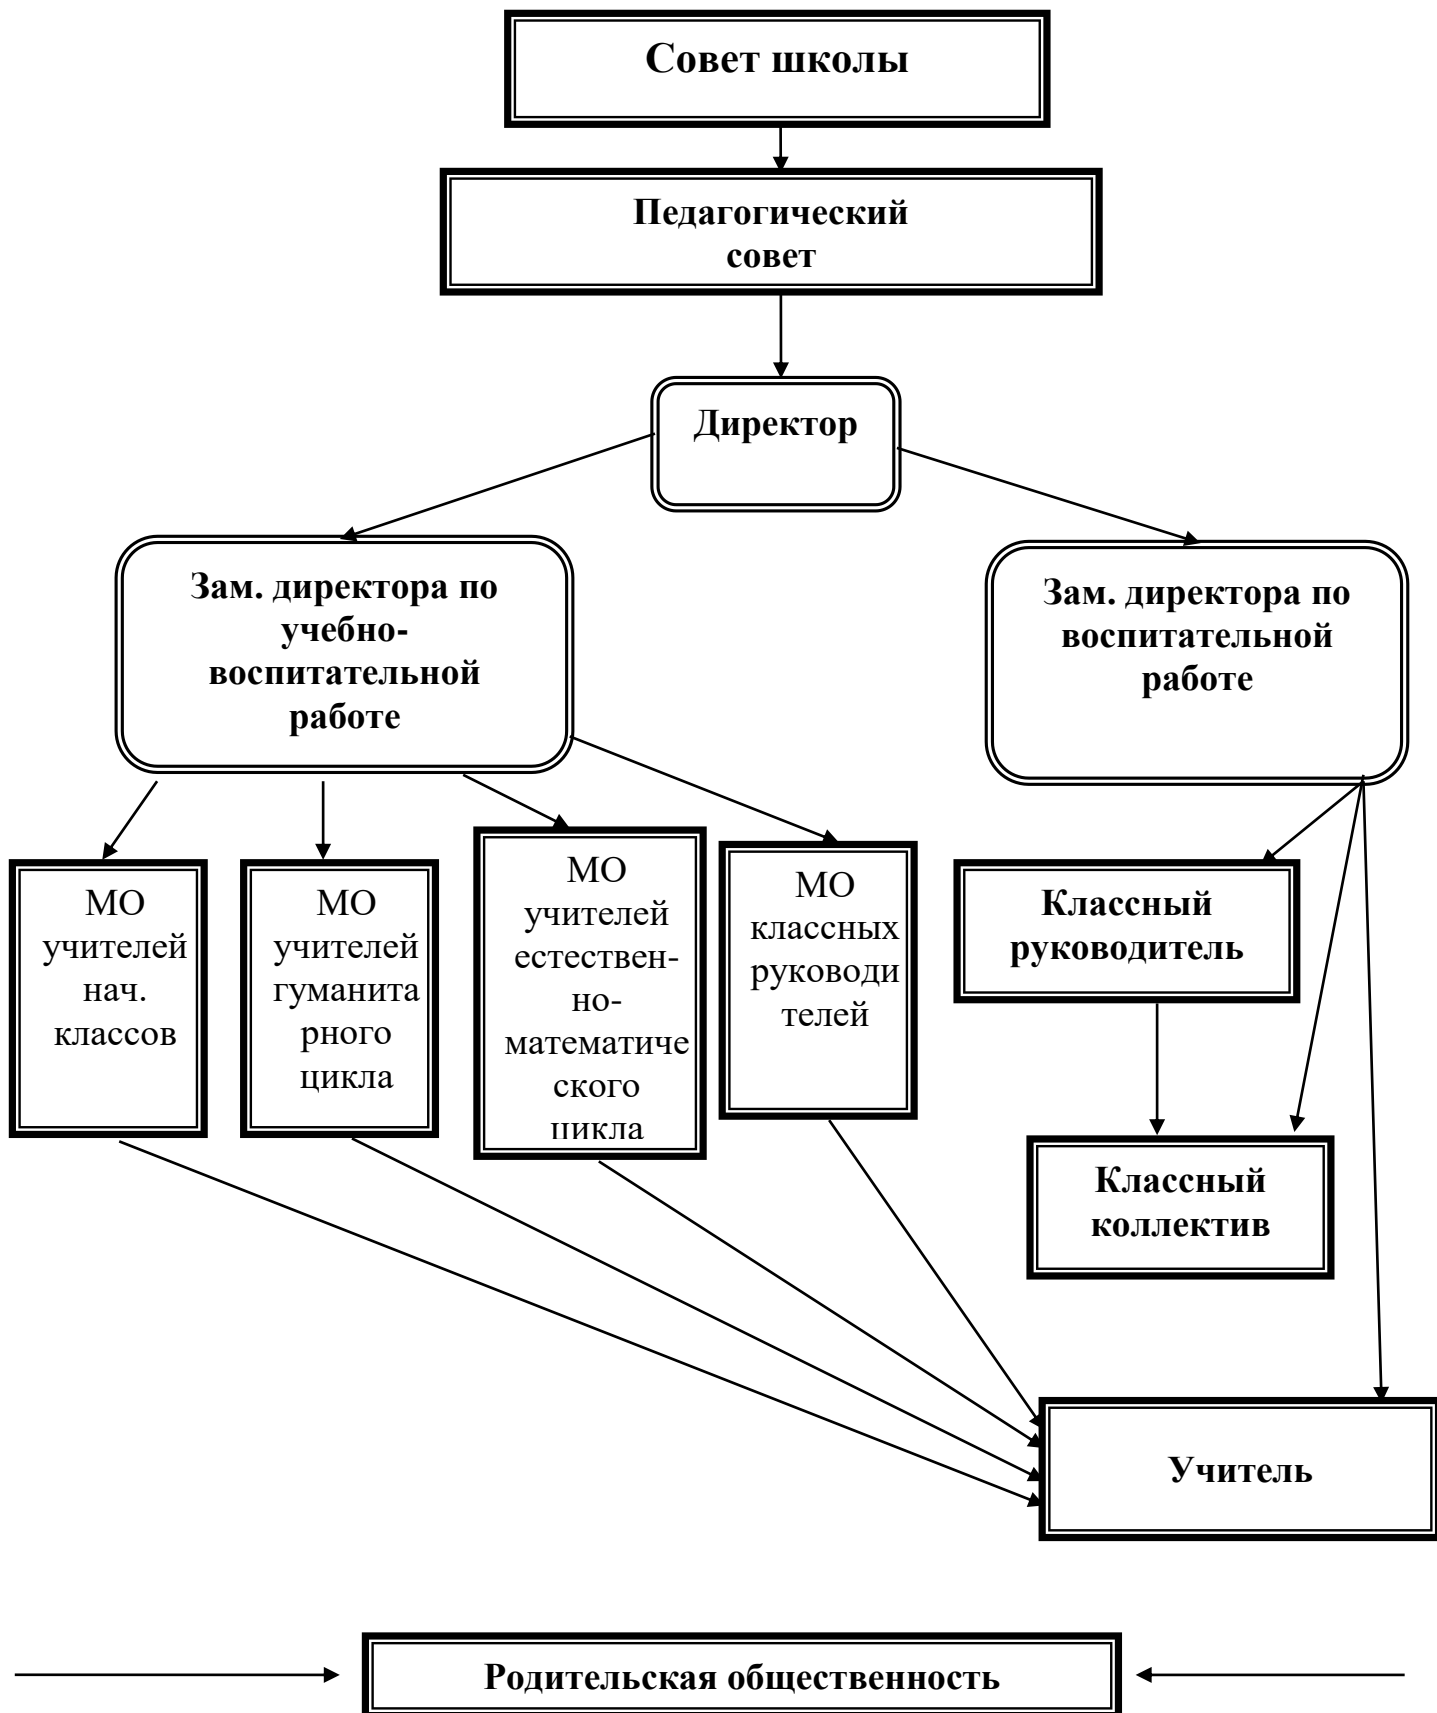 Совет школы
Педагогический
совет
Директор
Зам. директора по
учебно-
воспитательной
работе
Зам. директора по
воспитательной
работе
МО
учителей
нач.
классов
МО
учителей
гуманита
рного
цикла
МО
учителей
естествен-
но-
математиче
ского
цикла
МО
классных
руководи
телей
Классный
руководитель
Классный
коллектив
Учитель
Родительская общественность